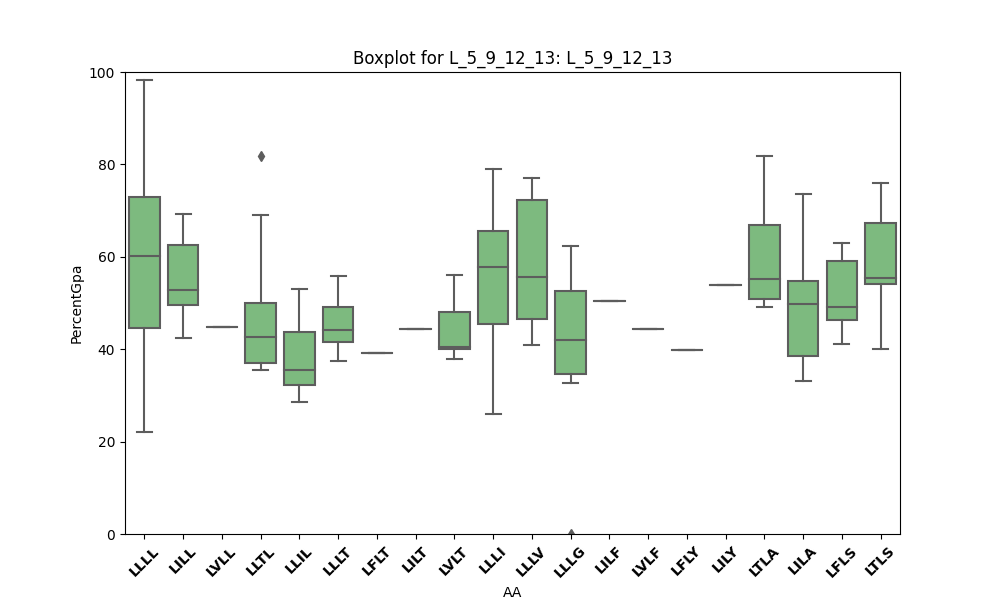 Boxplot for L_5_9_12_13: L_5_9_12_13
100
80
60
40
20
0
PercentGpa
LLLL LILL LVLL LLTL LLIL LLLT LFLT LILT LVLT LLLI LLLV LLLG LILF LVLF LFLY LILY LTLA LILA LFLS LTLS
AA